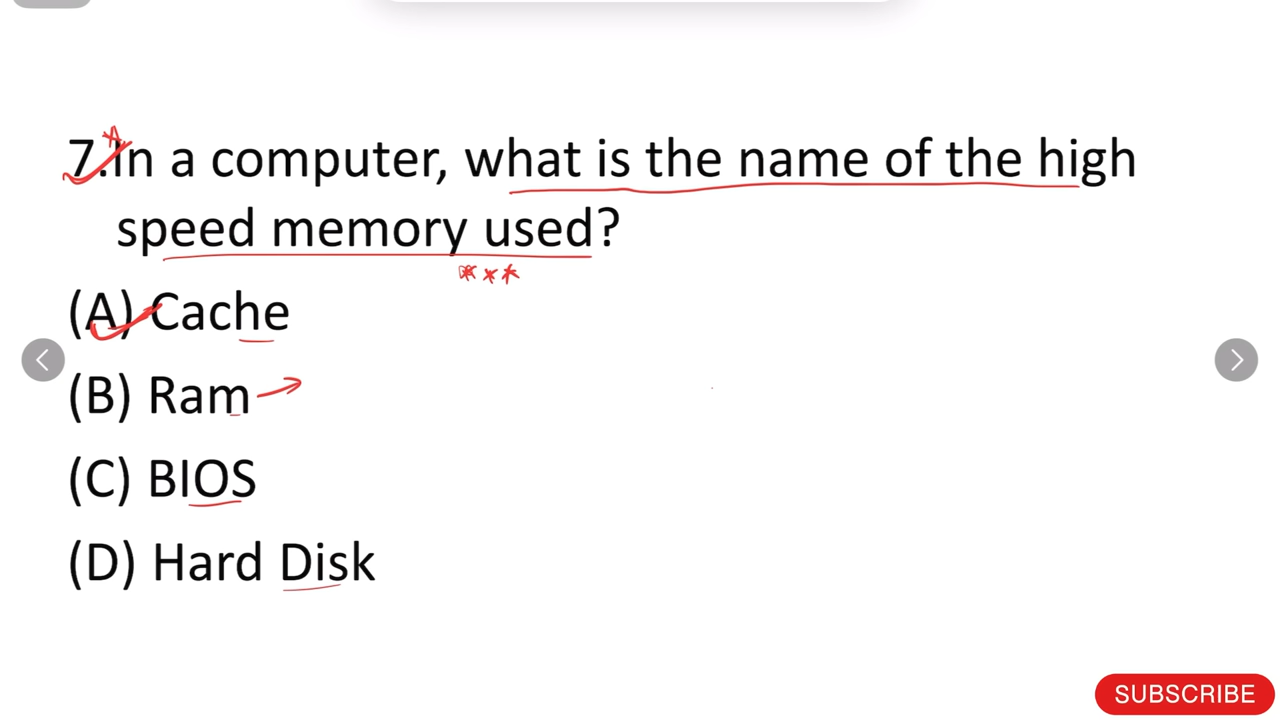 7.In a computer, what is the name of the high
speed memory used?
(A) Cache
(B) Ram
(C) BIOS
(D) Hard Disk
SUBSCRIBE